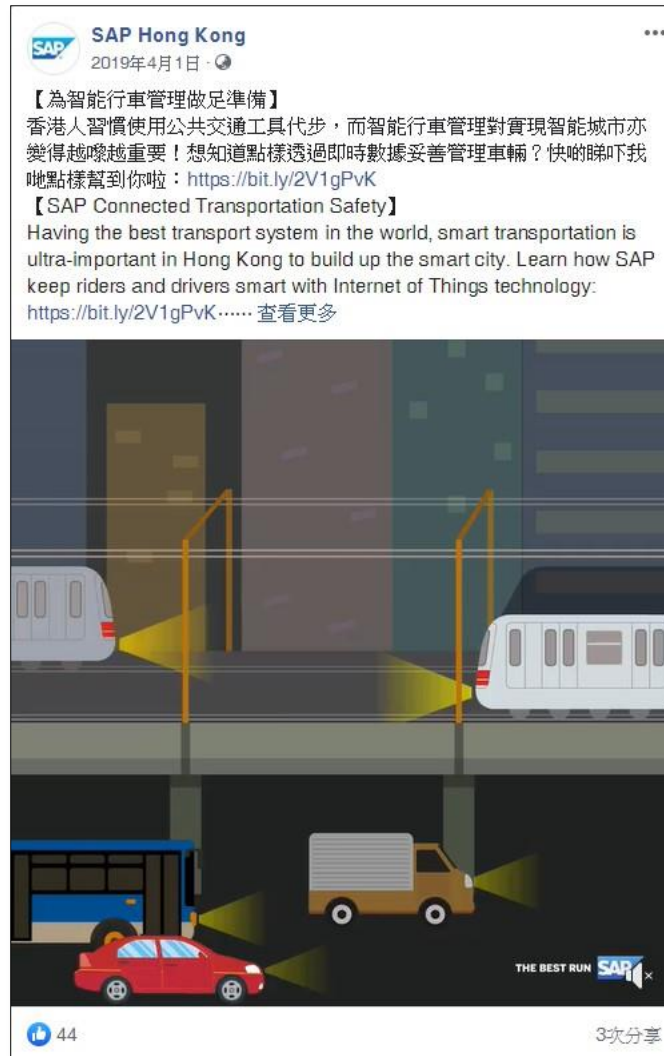 SAP
SAP Hong Kong
2019年4月1日
【為智能行車管理做足準備】
香港人習慣使用公共交通工具代步，而智能行車管理對實現智能城市亦
變得越嚟越重要！想知道點樣透過即時數據妥善管理車輛？快啲睇吓我
哋點樣幫到你啦：https://bit.ly/2V1gPvK
【SAP Connected Transportation Safety】
Having the best transport system in the world, smart transportation is
ultra-important in Hong Kong to build up the smart city. Learn how SAP
keep riders and drivers smart with Internet of Things technology:
https://bit.ly/2V1gPvK⋯⋯ 查看更多
THE BEST RUN SAP
44
3次分享